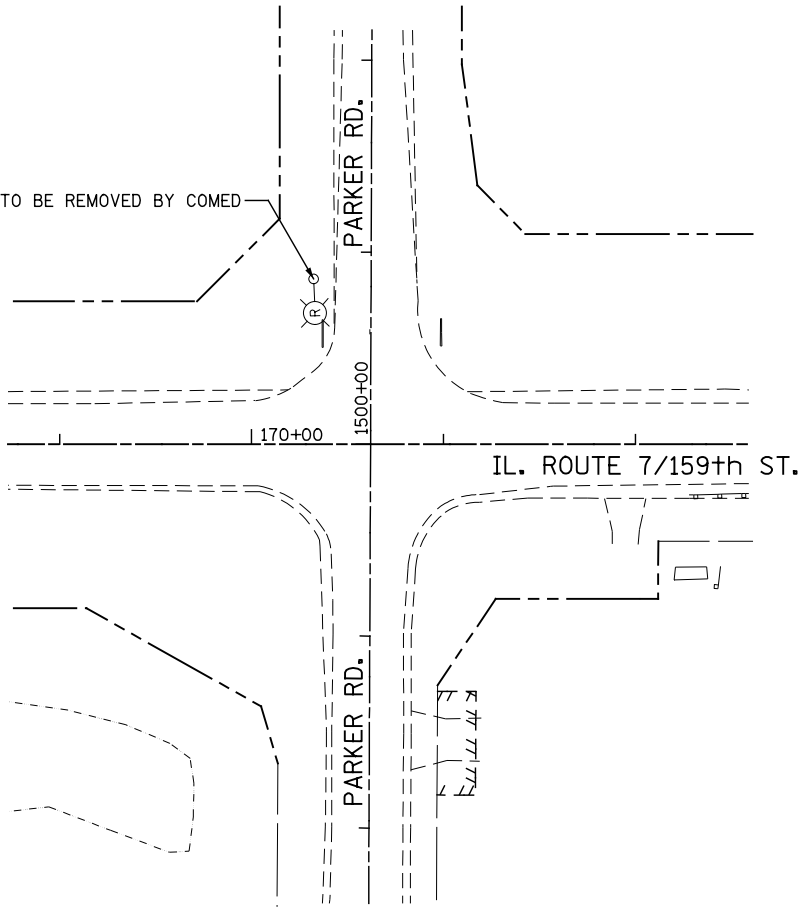 PARKER RD.
TO BE REMOVED BY COMED
R
1500+00
170+00
IL. ROUTE 7/159th ST.
PARKER RD.